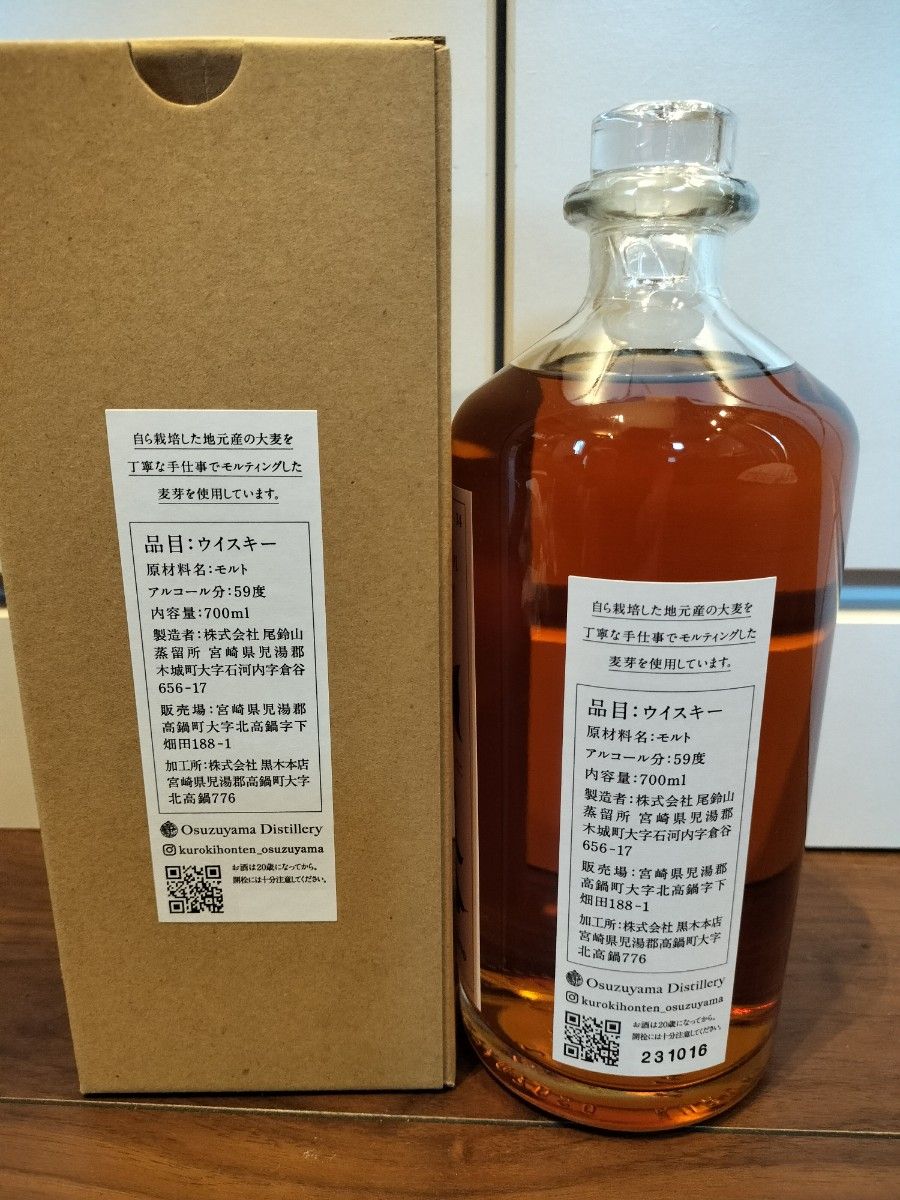 自ら栽培した地元産の大麦を
丁寧な手仕事でモルティングした
麦芽を使用しています。
品目：ウイスキー
原材料名：モルト
アルコール分：59度
内容量：700ml
製造者：株式会社 尾鈴山
蒸留所 宮崎県児湯郡
木城町大字石河内字倉谷
656-17
販売場：宮崎県児湯郡
高鍋町大字北高鍋字下
畑田188-1
加工所：株式会社 黒木本店
宮崎県児湯郡高鍋町大字
北高鍋776
Osuzuyama Distillery
kurokihonten_osuzuyama
お酒は20歳になってから。
開栓には十分注意してください。
自ら栽培した地元産の大麦を
丁寧な手仕事でモルティングした
麦芽を使用しています。
品目：ウイスキー
原材料名：モルト
アルコール分：59度
内容量：700ml
製造者：株式会社 尾鈴山
蒸留所 宮崎県児湯郡
木城町大字石河内字倉谷
656-17
販売場：宮崎県児湯郡
高鍋町大字北高鍋字下
畑田188-1
加工所：株式会社 黒木本店
宮崎県児湯郡高鍋町大字
北高鍋776
Osuzuyama Distillery
kurokihonten_osuzuyama
お酒は20歳になってから。
開栓には十分注意してください。
231016